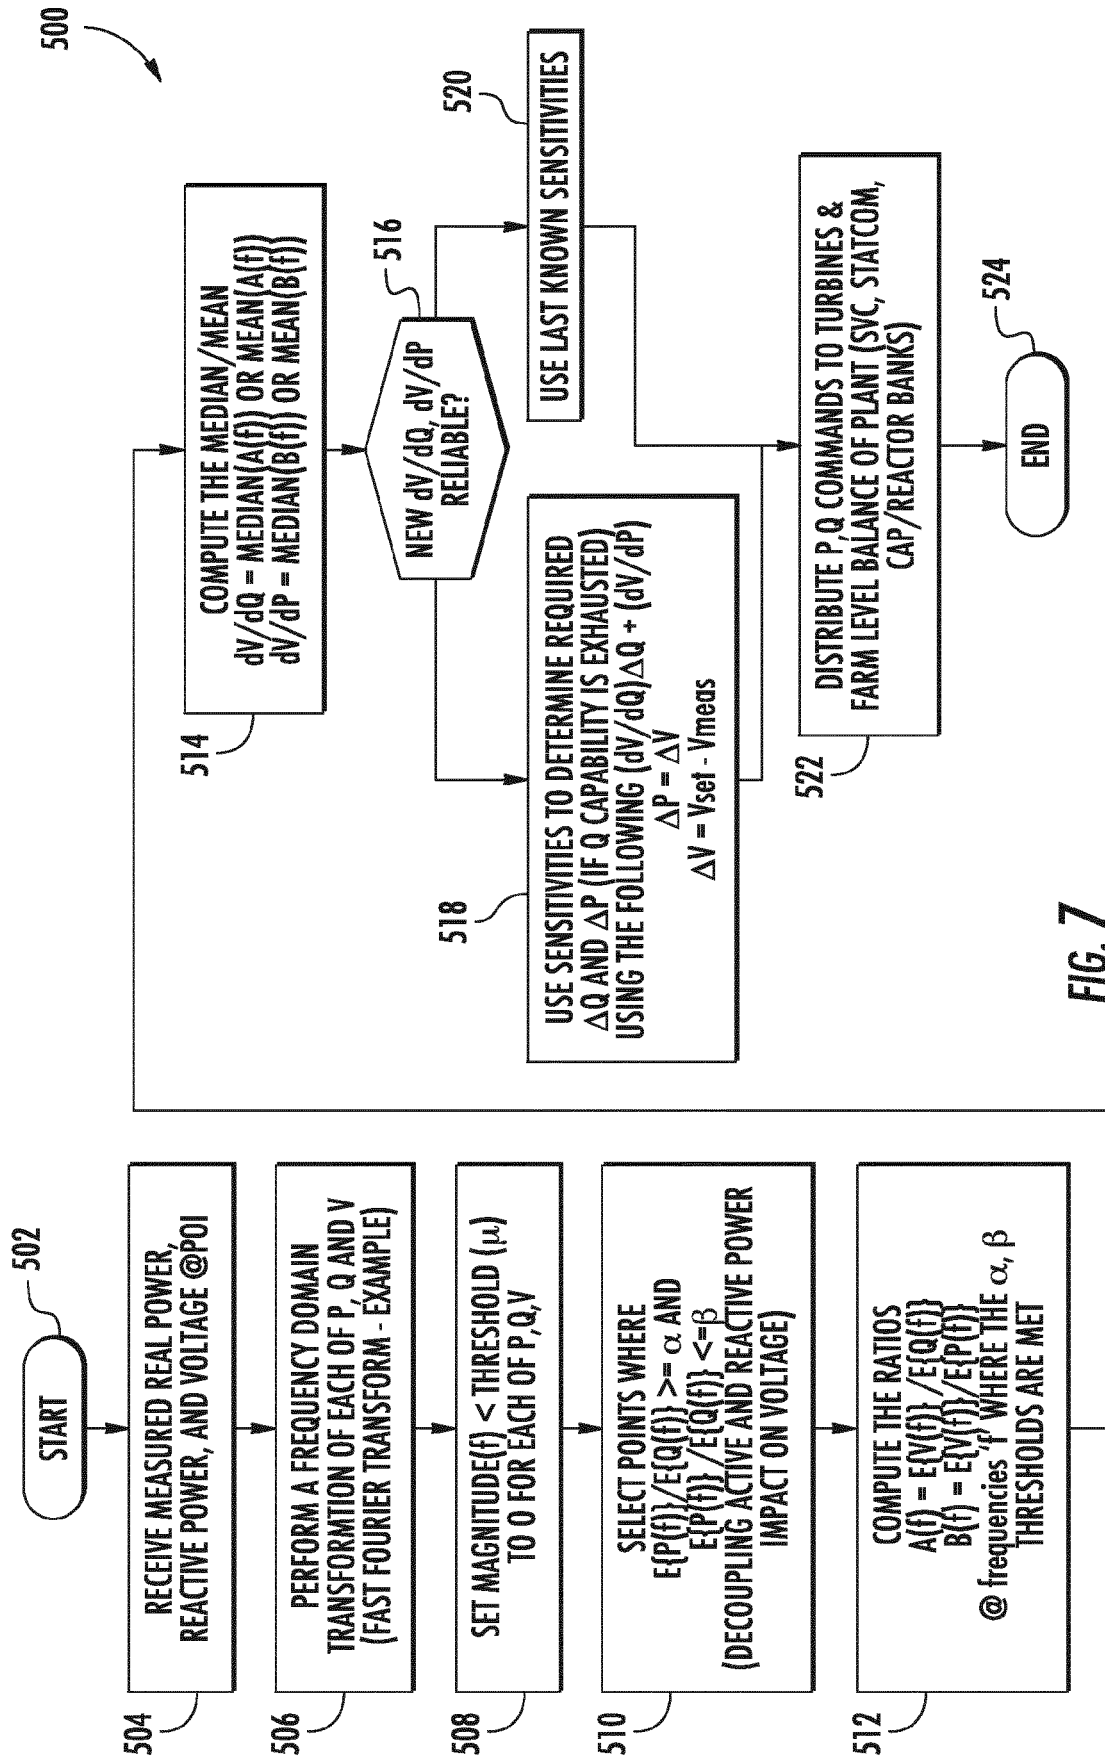 500
START
502
RECEIVE MEASURED REAL POWER,
REACTIVE POWER, AND VOLTAGE @POI
504
PERFORM A FREQUENCY DOMAIN
TRANSFORMTION OF EACH OF P, Q AND V
(FAST FOURIER TRANSFORM - EXAMPLE)
506
SET MAGNITUDE(f) < THRESHOLD (μ)
TO 0 FOR EACH OF P,Q,V
508
SELECT POINTS WHERE
E{P(f)}/E{Q(f)} >= α AND
E{P(f)} /E{Q(f)} <=β
(DECOUPLING ACTIVE AND REACTIVE POWER
IMPACT ON VOLTAGE)
510
COMPUTE THE RATIOS
A(f) = E{V(f)} /E{Q(f)}
B(f) = E{V(f)} /E{P(f)}
@ frequencies 'f' WHERE THE α, β
THRESHOLDS ARE MET
512
COMPUTE THE MEDIAN/MEAN
dV/dQ = MEDIAN(A(f)) OR MEAN(A(f))
dV/dP = MEDIAN(B(f)) OR MEAN(B(f))
514
NEW dV/dQ, dV/dP
RELIABLE?
516
USE SENSITIVITIES TO DETERMINE REQUIRED
ΔQ AND ΔP (IF Q CAPABILITY IS EXHAUSTED)
USING THE FOLLOWING (dV/dQ)ΔQ + (dV/dP)
ΔP = ΔV
ΔV = Vset - Vmeas
518
USE LAST KNOWN SENSITIVITIES
520
DISTRIBUTE P,Q COMMANDS TO TURBINES &
FARM LEVEL BALANCE OF PLANT (SVC, STATCOM,
CAP/REACTOR BANKS)
522
END
524
FIG. 7